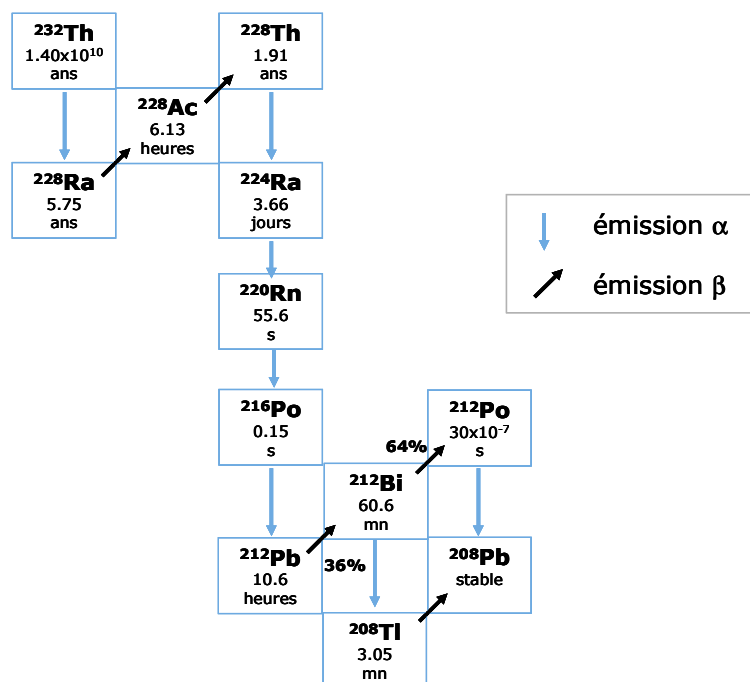 ²³²Th
1.40x10¹⁰
ans
²²⁸Th
1.91
ans
²²⁸Ac
6.13
heures
²²⁸Ra
5.75
ans
²²⁴Ra
3.66
jours
émission α
émission β
²²⁰Rn
55.6
s
²¹⁶Po
0.15
s
²¹²Po
30x10⁻⁷
s
64%
²¹²Bi
60.6
mn
²¹²Pb
10.6
heures
36%
²⁰⁸Pb
stable
²⁰⁸Tl
3.05
mn